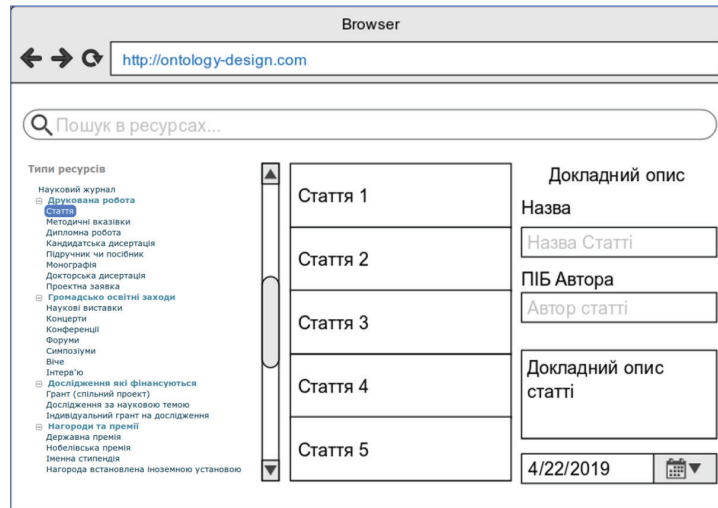 Browser
http://ontology-design.com
Пошук в ресурсах...
Типи ресурсів
Науковий журнал
Друкована робота
Стаття
Методичні вказівки
Дипломна робота
Кандидатська дисертація
Підручник чи посібник
Монографія
Докторська дисертація
Проектна заявка
Громадсько освітні заходи
Наукові виставки
Концерти
Конференції
Форуми
Симпозіуми
Віче
Інтерв'ю
Дослідження які фінансуються
Грант (спільний проект)
Дослідження за науковою темою
Індивідуальний грант на дослідження
Нагороди та премії
Державна премія
Нобелівська премія
Іменна стипендія
Нагорода встановлена іноземною установою
Стаття 1
Стаття 2
Стаття 3
Стаття 4
Стаття 5
Докладний опис
Назва
Назва Статті
ПІБ Автора
Автор статті
Докладний опис
статті
4/22/2019